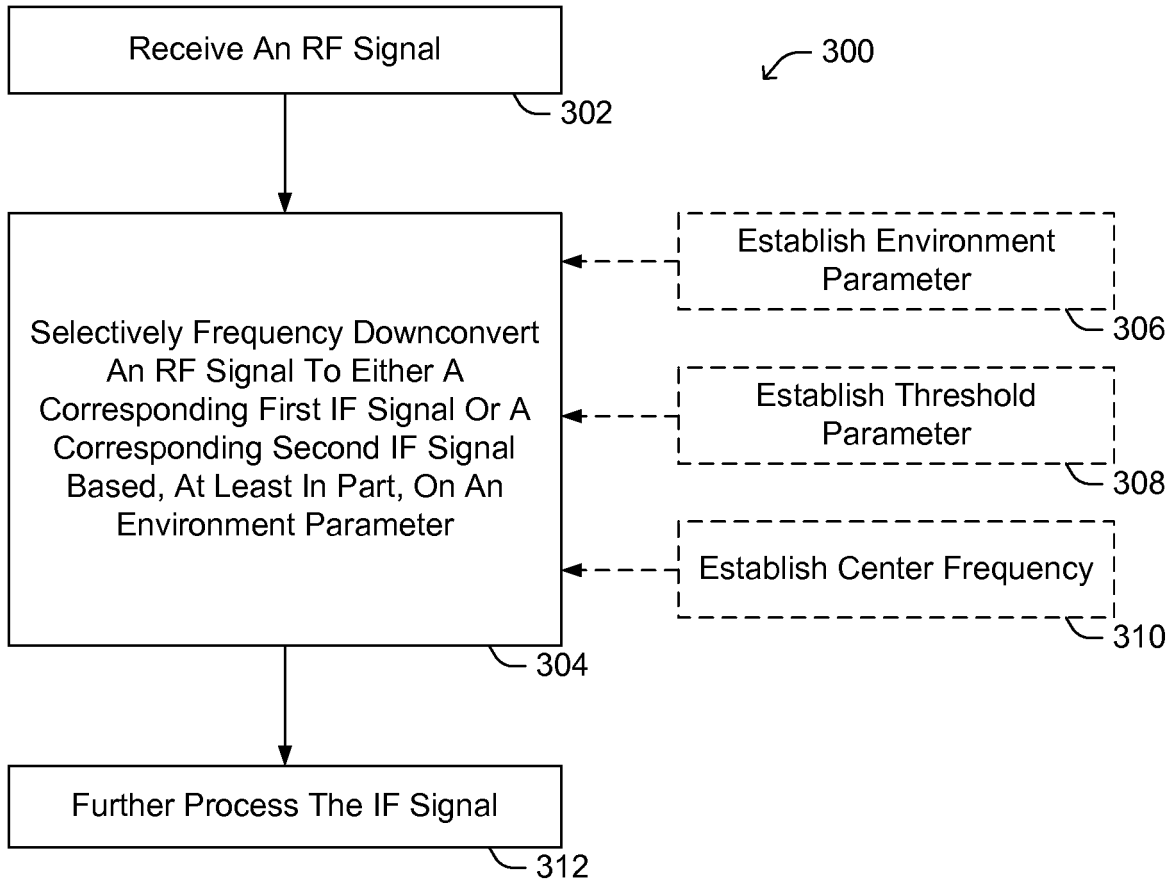 Receive An RF Signal
302
300
Selectively Frequency Downconvert
An RF Signal To Either A
Corresponding First IF Signal Or A
Corresponding Second IF Signal
Based, At Least In Part, On An
Environment Parameter
304
Establish Environment
Parameter
306
Establish Threshold
Parameter
308
Establish Center Frequency
310
Further Process The IF Signal
312